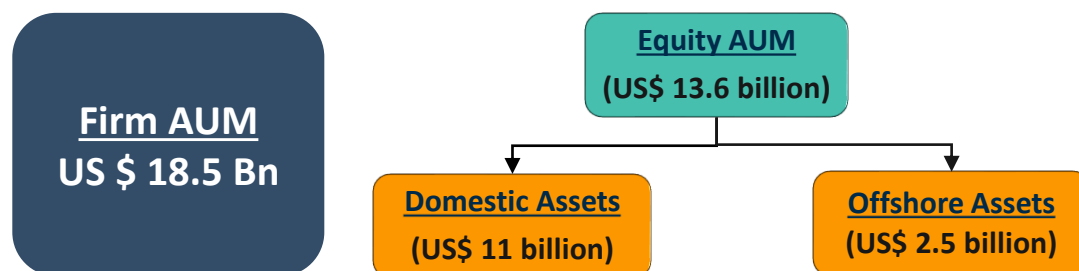 Firm AUM
US $ 18.5 Bn
Equity AUM
(US$ 13.6 billion)
Domestic Assets
(US$ 11 billion)
Offshore Assets
(US$ 2.5 billion)